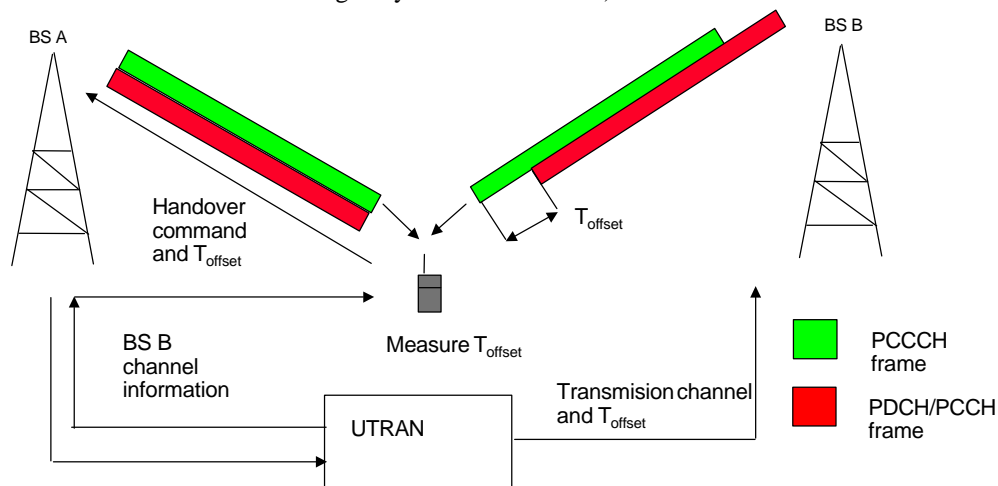 BS A
BS B
Handover
command
and Toffset
Toffset
Measure Toffset
BS B
channel
information
UTRAN
Transmision channel
and Toffset
PCCCH
frame
PDCH/PCCH
frame